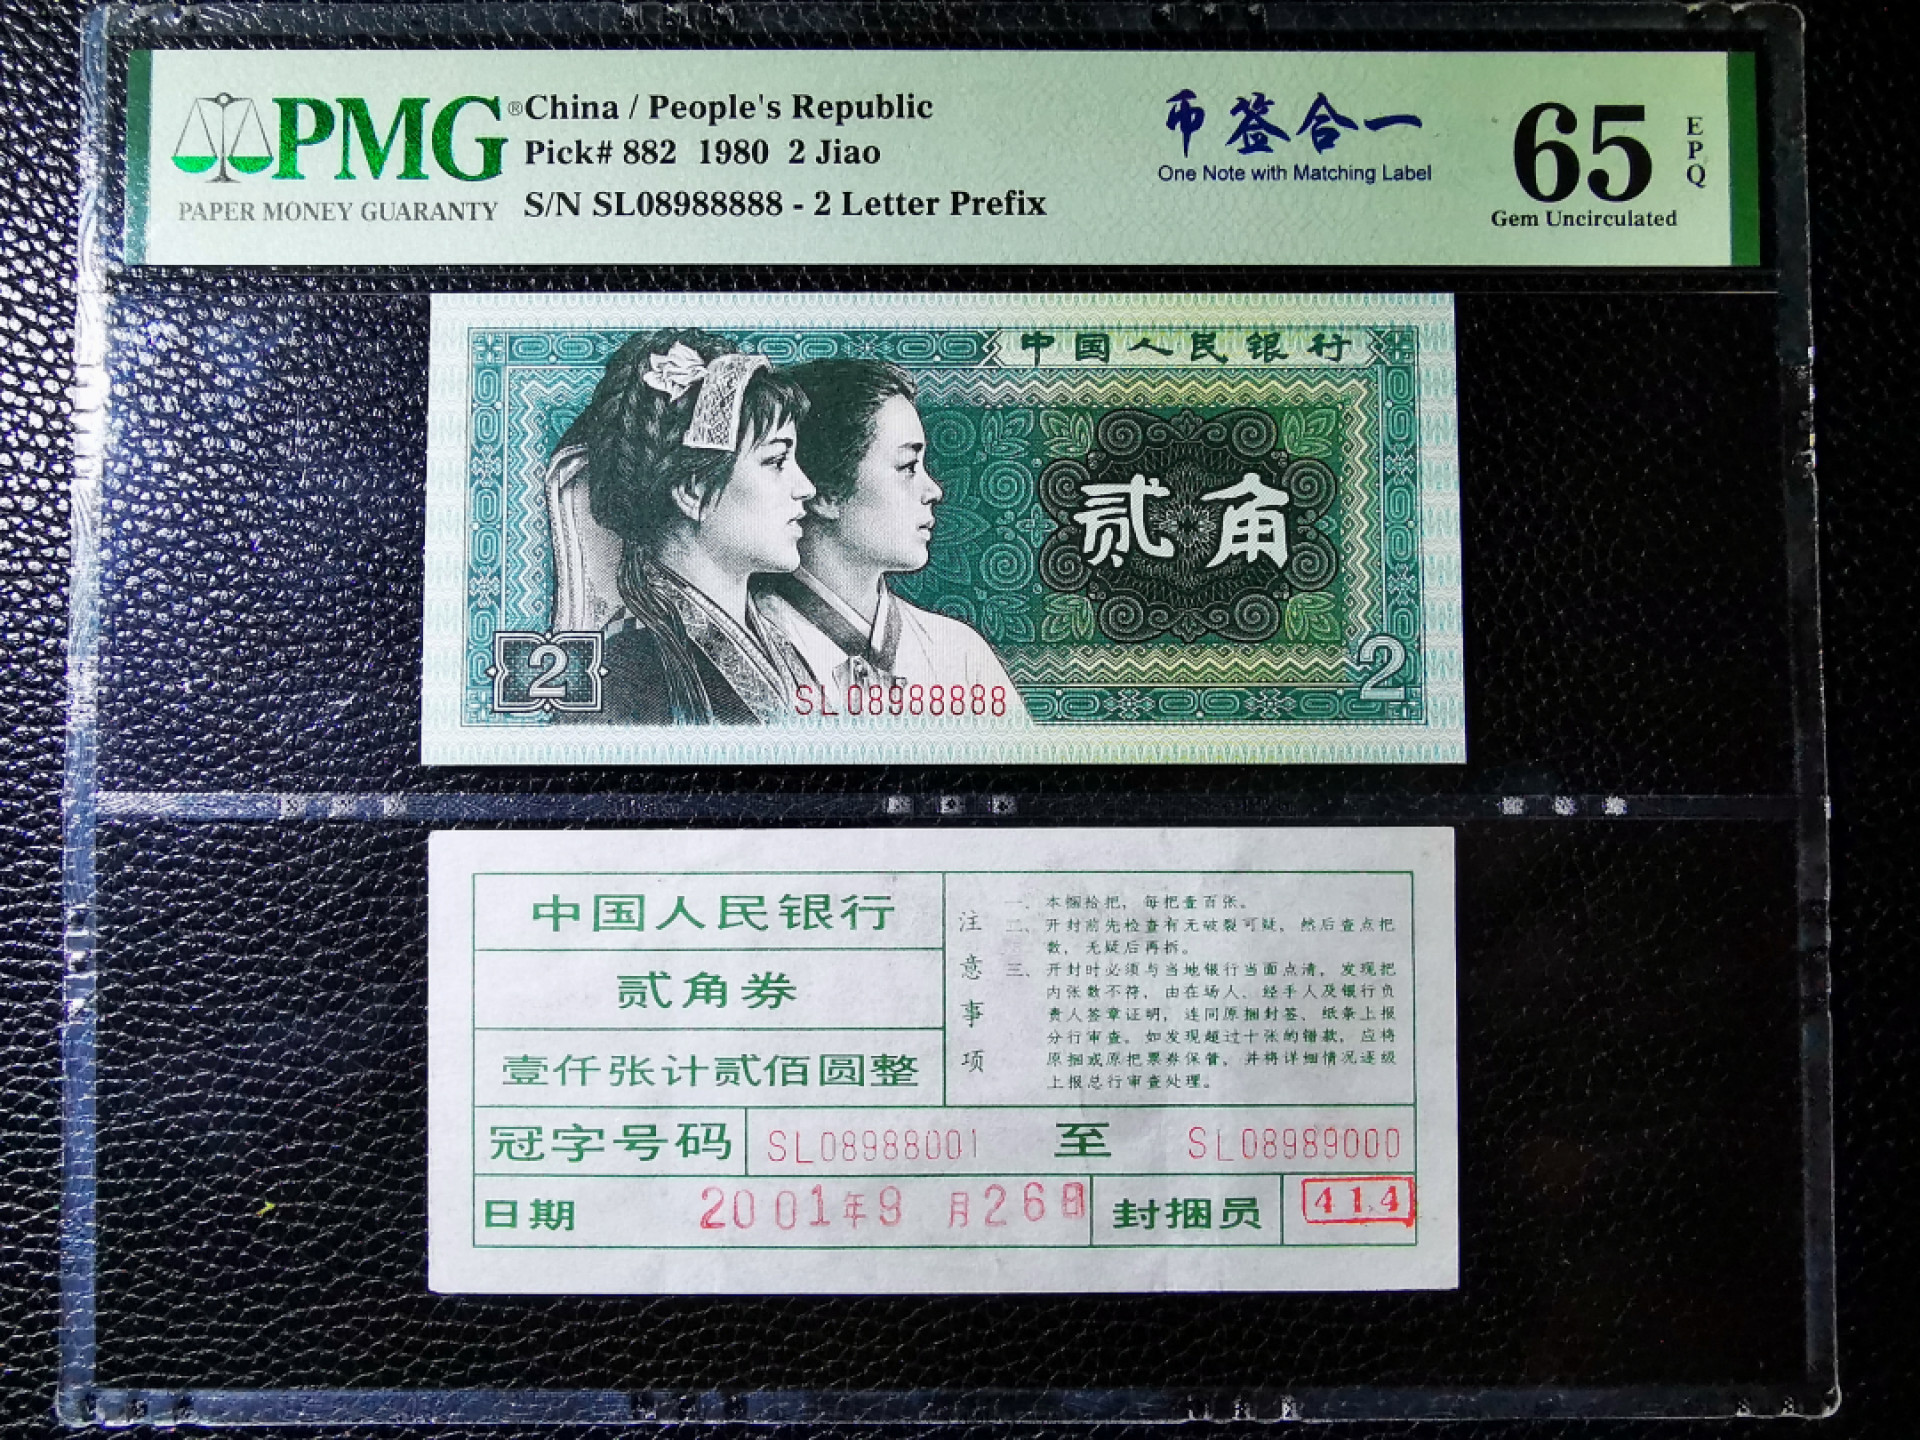 PMG®
PAPER MONEY GUARANTY
China / People's Republic
Pick# 882 1980 2 Jiao
S/N SL08988888 - 2 Letter Prefix
币签合一
One Note with Matching Label
65
EPQ
Gem Uncirculated
中国人民银行
贰角
2
2
SL08988888
中国人民银行
贰角券
壹仟张计贰佰圆整
注意事项
一、本捆拾把，每把壹百张。
二、开封前先检查有无破裂可疑，然后查点把
数，无疑后再拆。
三、开封时必须与当地银行当面点清，发现把
内张数不符，由在场人、经手人及银行负
责人签章证明，连同原捆封签、纸条上报
分行审查，如发现超过十张的错款，应将
原捆或原把票券保管，并将详细情况逐级
上报总行审查处理。
冠字号码 SL08988001 至 SL08989000
日期 2001年9月26日 封捆员 414